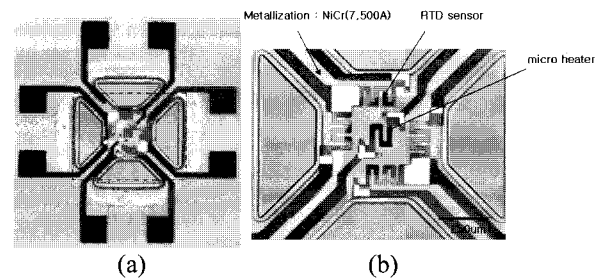 Metallization : NiCr(7,500A)
RTD sensor
micro heater
(a)
(b)